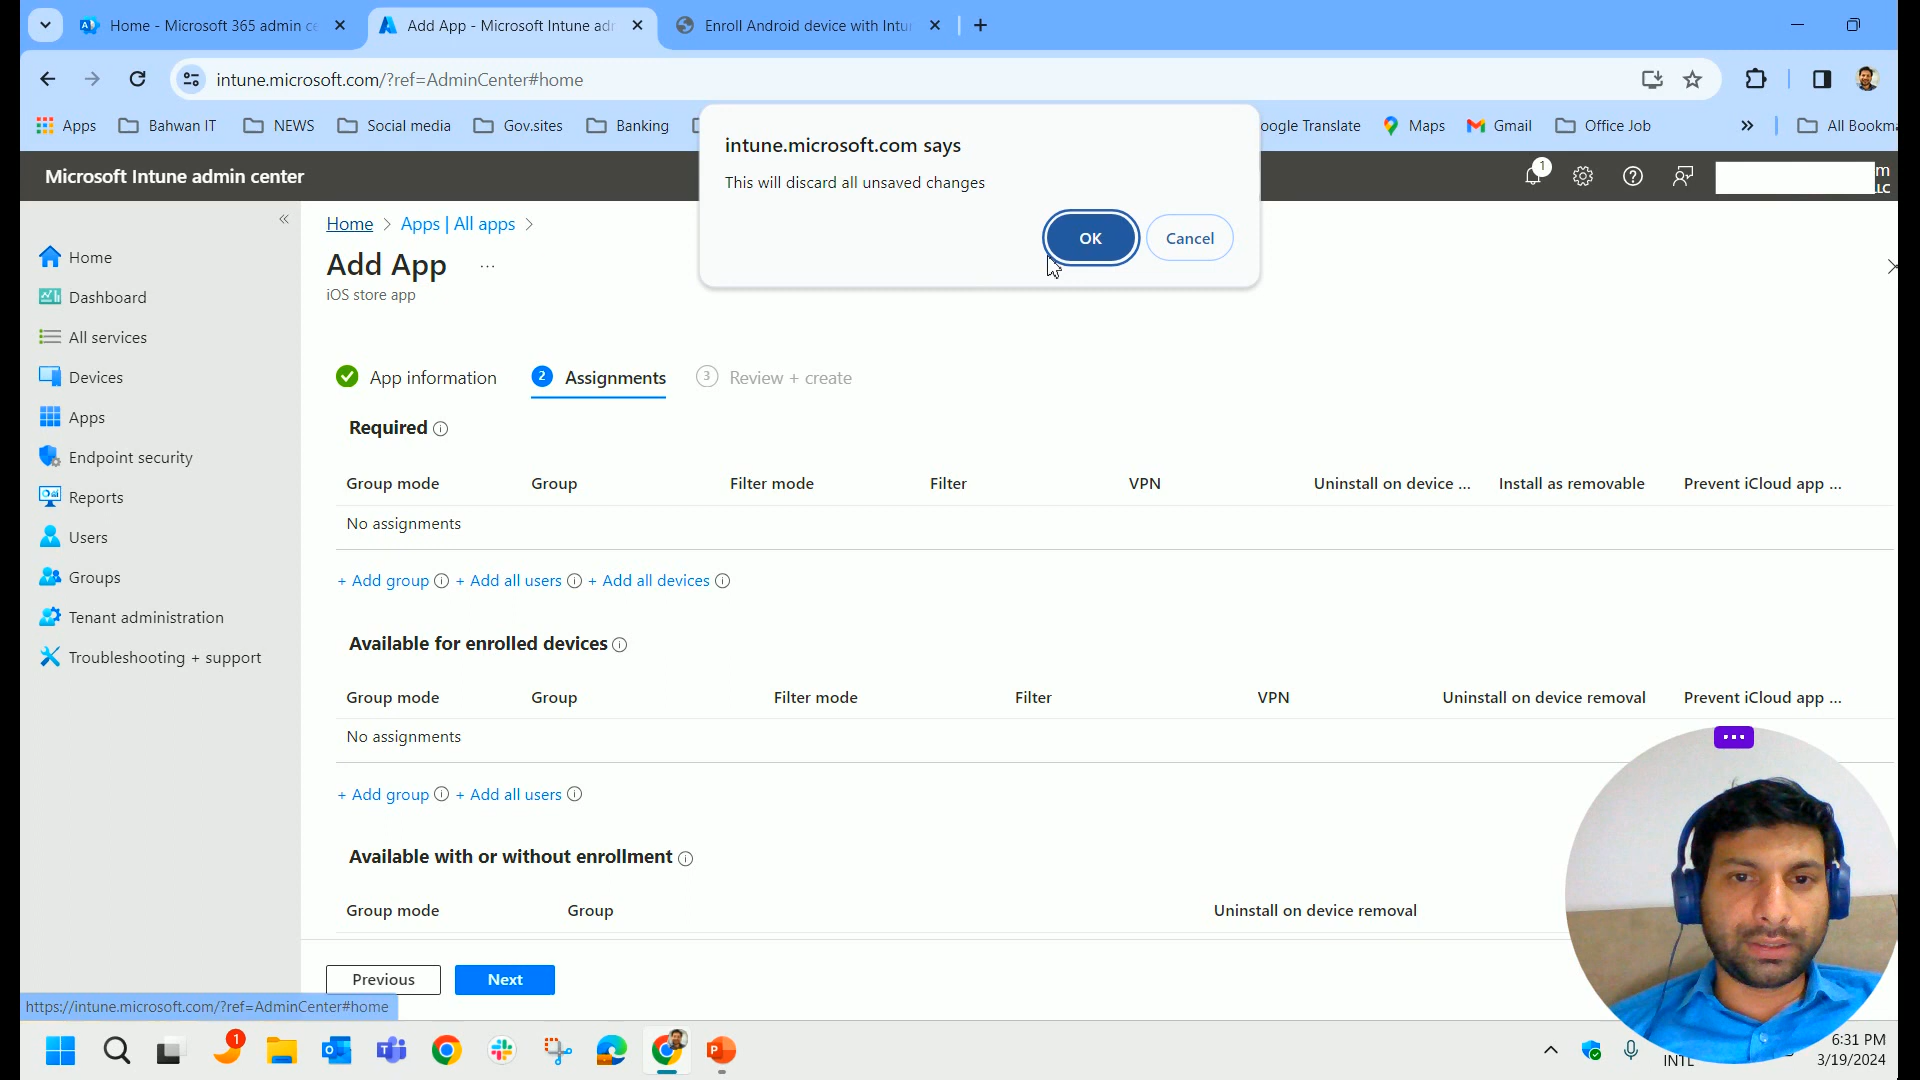 Home - Microsoft 365 admin ce
Add App - Microsoft Intune adm
Enroll Android device with Intun
intune.microsoft.com/?ref=AdminCenter#home
Apps
Bahwan IT
NEWS
Social media
Gov.sites
Banking
oogle Translate
Maps
Gmail
Office Job
All Bookma
intune.microsoft.com says
This will discard all unsaved changes
OK
Cancel
Microsoft Intune admin center
1
m
LLC
Home
Dashboard
All services
Devices
Apps
Endpoint security
Reports
Users
Groups
Tenant administration
Troubleshooting + support
Home > Apps | All apps >
Add App ...
iOS store app
App information
2 Assignments
3 Review + create
Required
Group mode Group Filter mode Filter VPN Uninstall on device ... Install as removable Prevent iCloud app ...
No assignments
+ Add group + Add all users + Add all devices
Available for enrolled devices
Group mode Group Filter mode Filter VPN Uninstall on device removal Prevent iCloud app ...
No assignments
+ Add group + Add all users
Available with or without enrollment
Group mode Group Uninstall on device removal
Previous
Next
https://intune.microsoft.com/?ref=AdminCenter#home
1
INTL
6:31 PM
3/19/2024